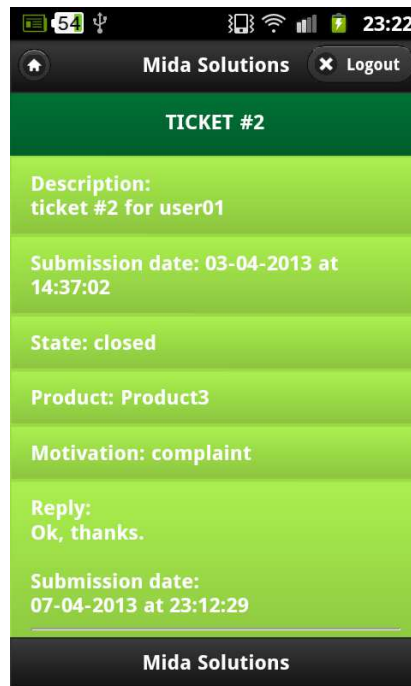 54 23:22
Mida Solutions Logout
TICKET #2
Description:
ticket #2 for user01
Submission date: 03-04-2013 at
14:37:02
State: closed
Product: Product3
Motivation: complaint
Reply:
Ok, thanks.
Submission date:
07-04-2013 at 23:12:29
Mida Solutions